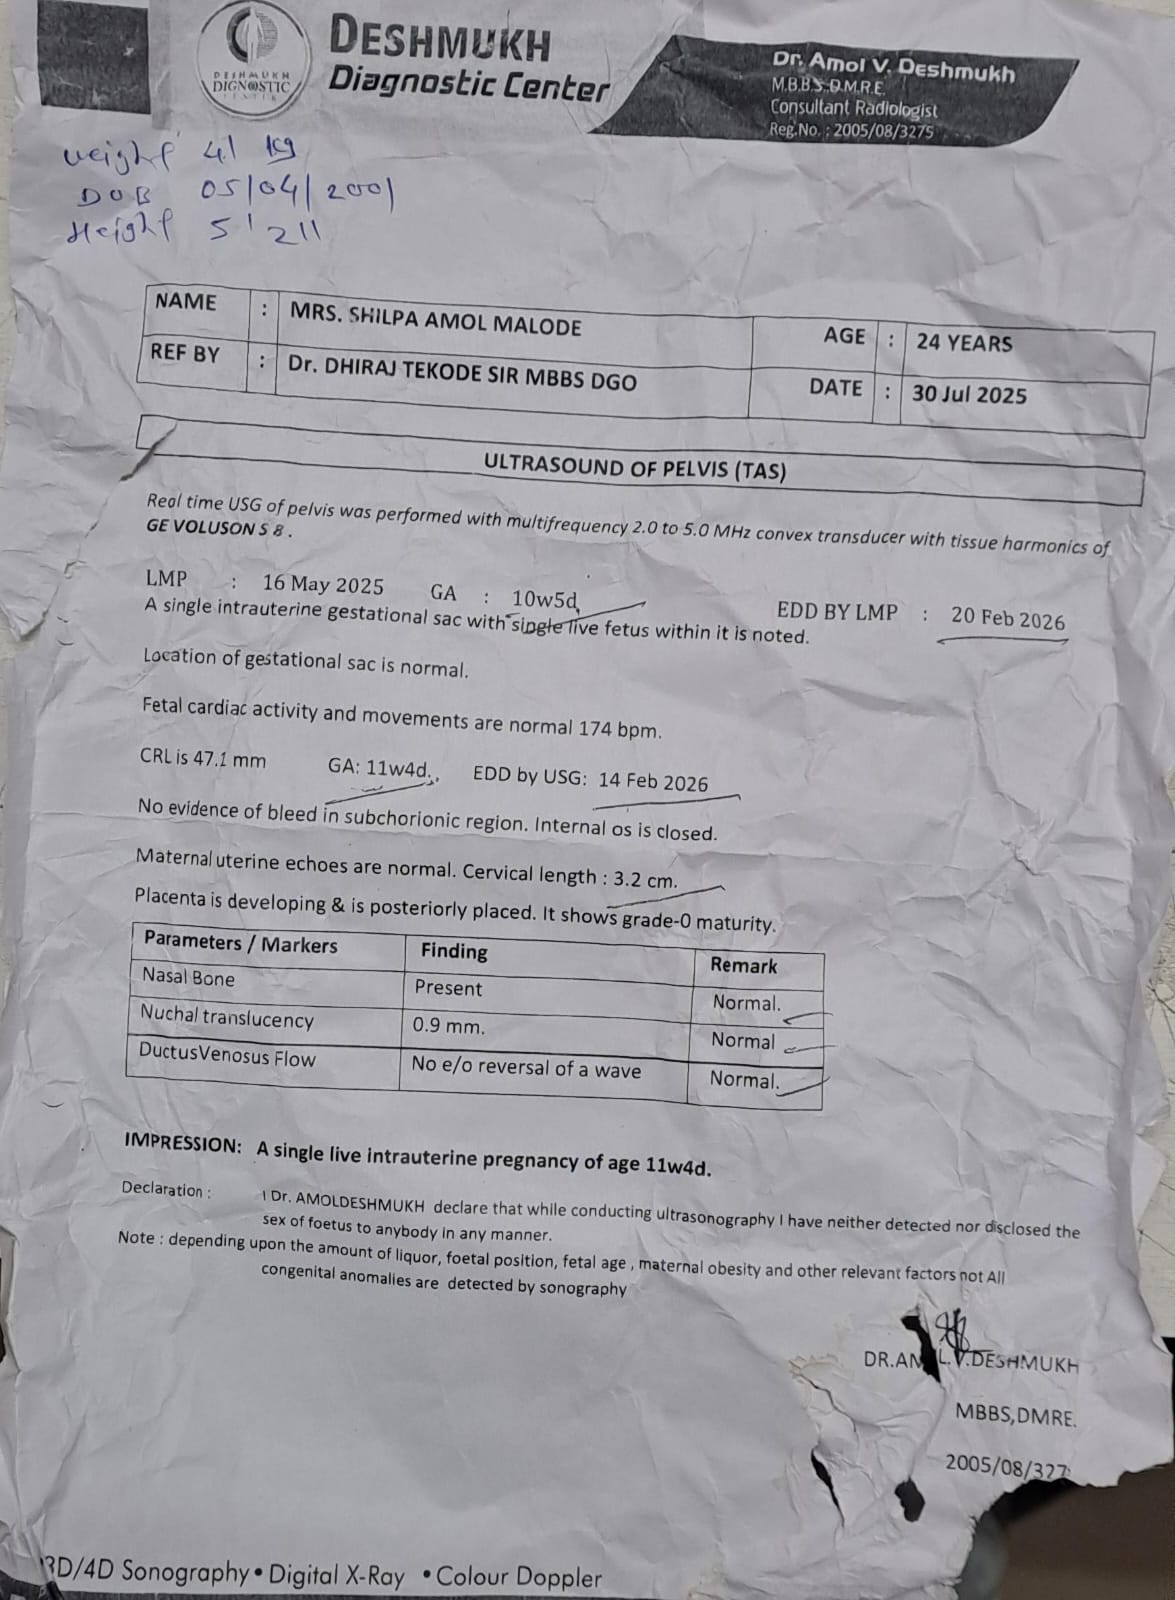 DESHMUKH
DIGNOSTIC
CENTER
DESHMUKH
Diagnostic Center
Dr. Amol V. Deshmukh
M.B.B.S.D.M.R.E.
Consultant Radiologist
Reg.No. : 2005/08/3275
weight 41 kg
DOB 05/04/2001
Height 5'2"
NAME : MRS. SHILPA AMOL MALODE AGE : 24 YEARS
REF BY : Dr. DHIRAJ TEKODE SIR MBBS DGO DATE : 30 Jul 2025
ULTRASOUND OF PELVIS (TAS)
Real time USG of pelvis was performed with multifrequency 2.0 to 5.0 MHz convex transducer with tissue harmonics of
GE VOLUSON S 8 .
LMP : 16 May 2025 GA : 10w5d, EDD BY LMP : 20 Feb 2026
A single intrauterine gestational sac with single live fetus within it is noted.
Location of gestational sac is normal.
Fetal cardiac activity and movements are normal 174 bpm.
CRL is 47.1 mm GA: 11w4d., EDD by USG: 14 Feb 2026
No evidence of bleed in subchorionic region. Internal os is closed.
Maternal uterine echoes are normal. Cervical length : 3.2 cm.
Placenta is developing & is posteriorly placed. It shows grade-0 maturity.
Parameters / Markers Finding Remark
Nasal Bone Present Normal.
Nuchal translucency 0.9 mm. Normal
DuctusVenosus Flow No e/o reversal of a wave Normal.
IMPRESSION: A single live intrauterine pregnancy of age 11w4d.
Declaration : I Dr. AMOLDESHMUKH declare that while conducting ultrasonography I have neither detected nor disclosed the
sex of foetus to anybody in any manner.
Note : depending upon the amount of liquor, foetal position, fetal age , maternal obesity and other relevant factors not All
congenital anomalies are detected by sonography
DR.AM L.V.DESHMUKH
MBBS,DMRE.
2005/08/327
3D/4D Sonography • Digital X-Ray • Colour Doppler